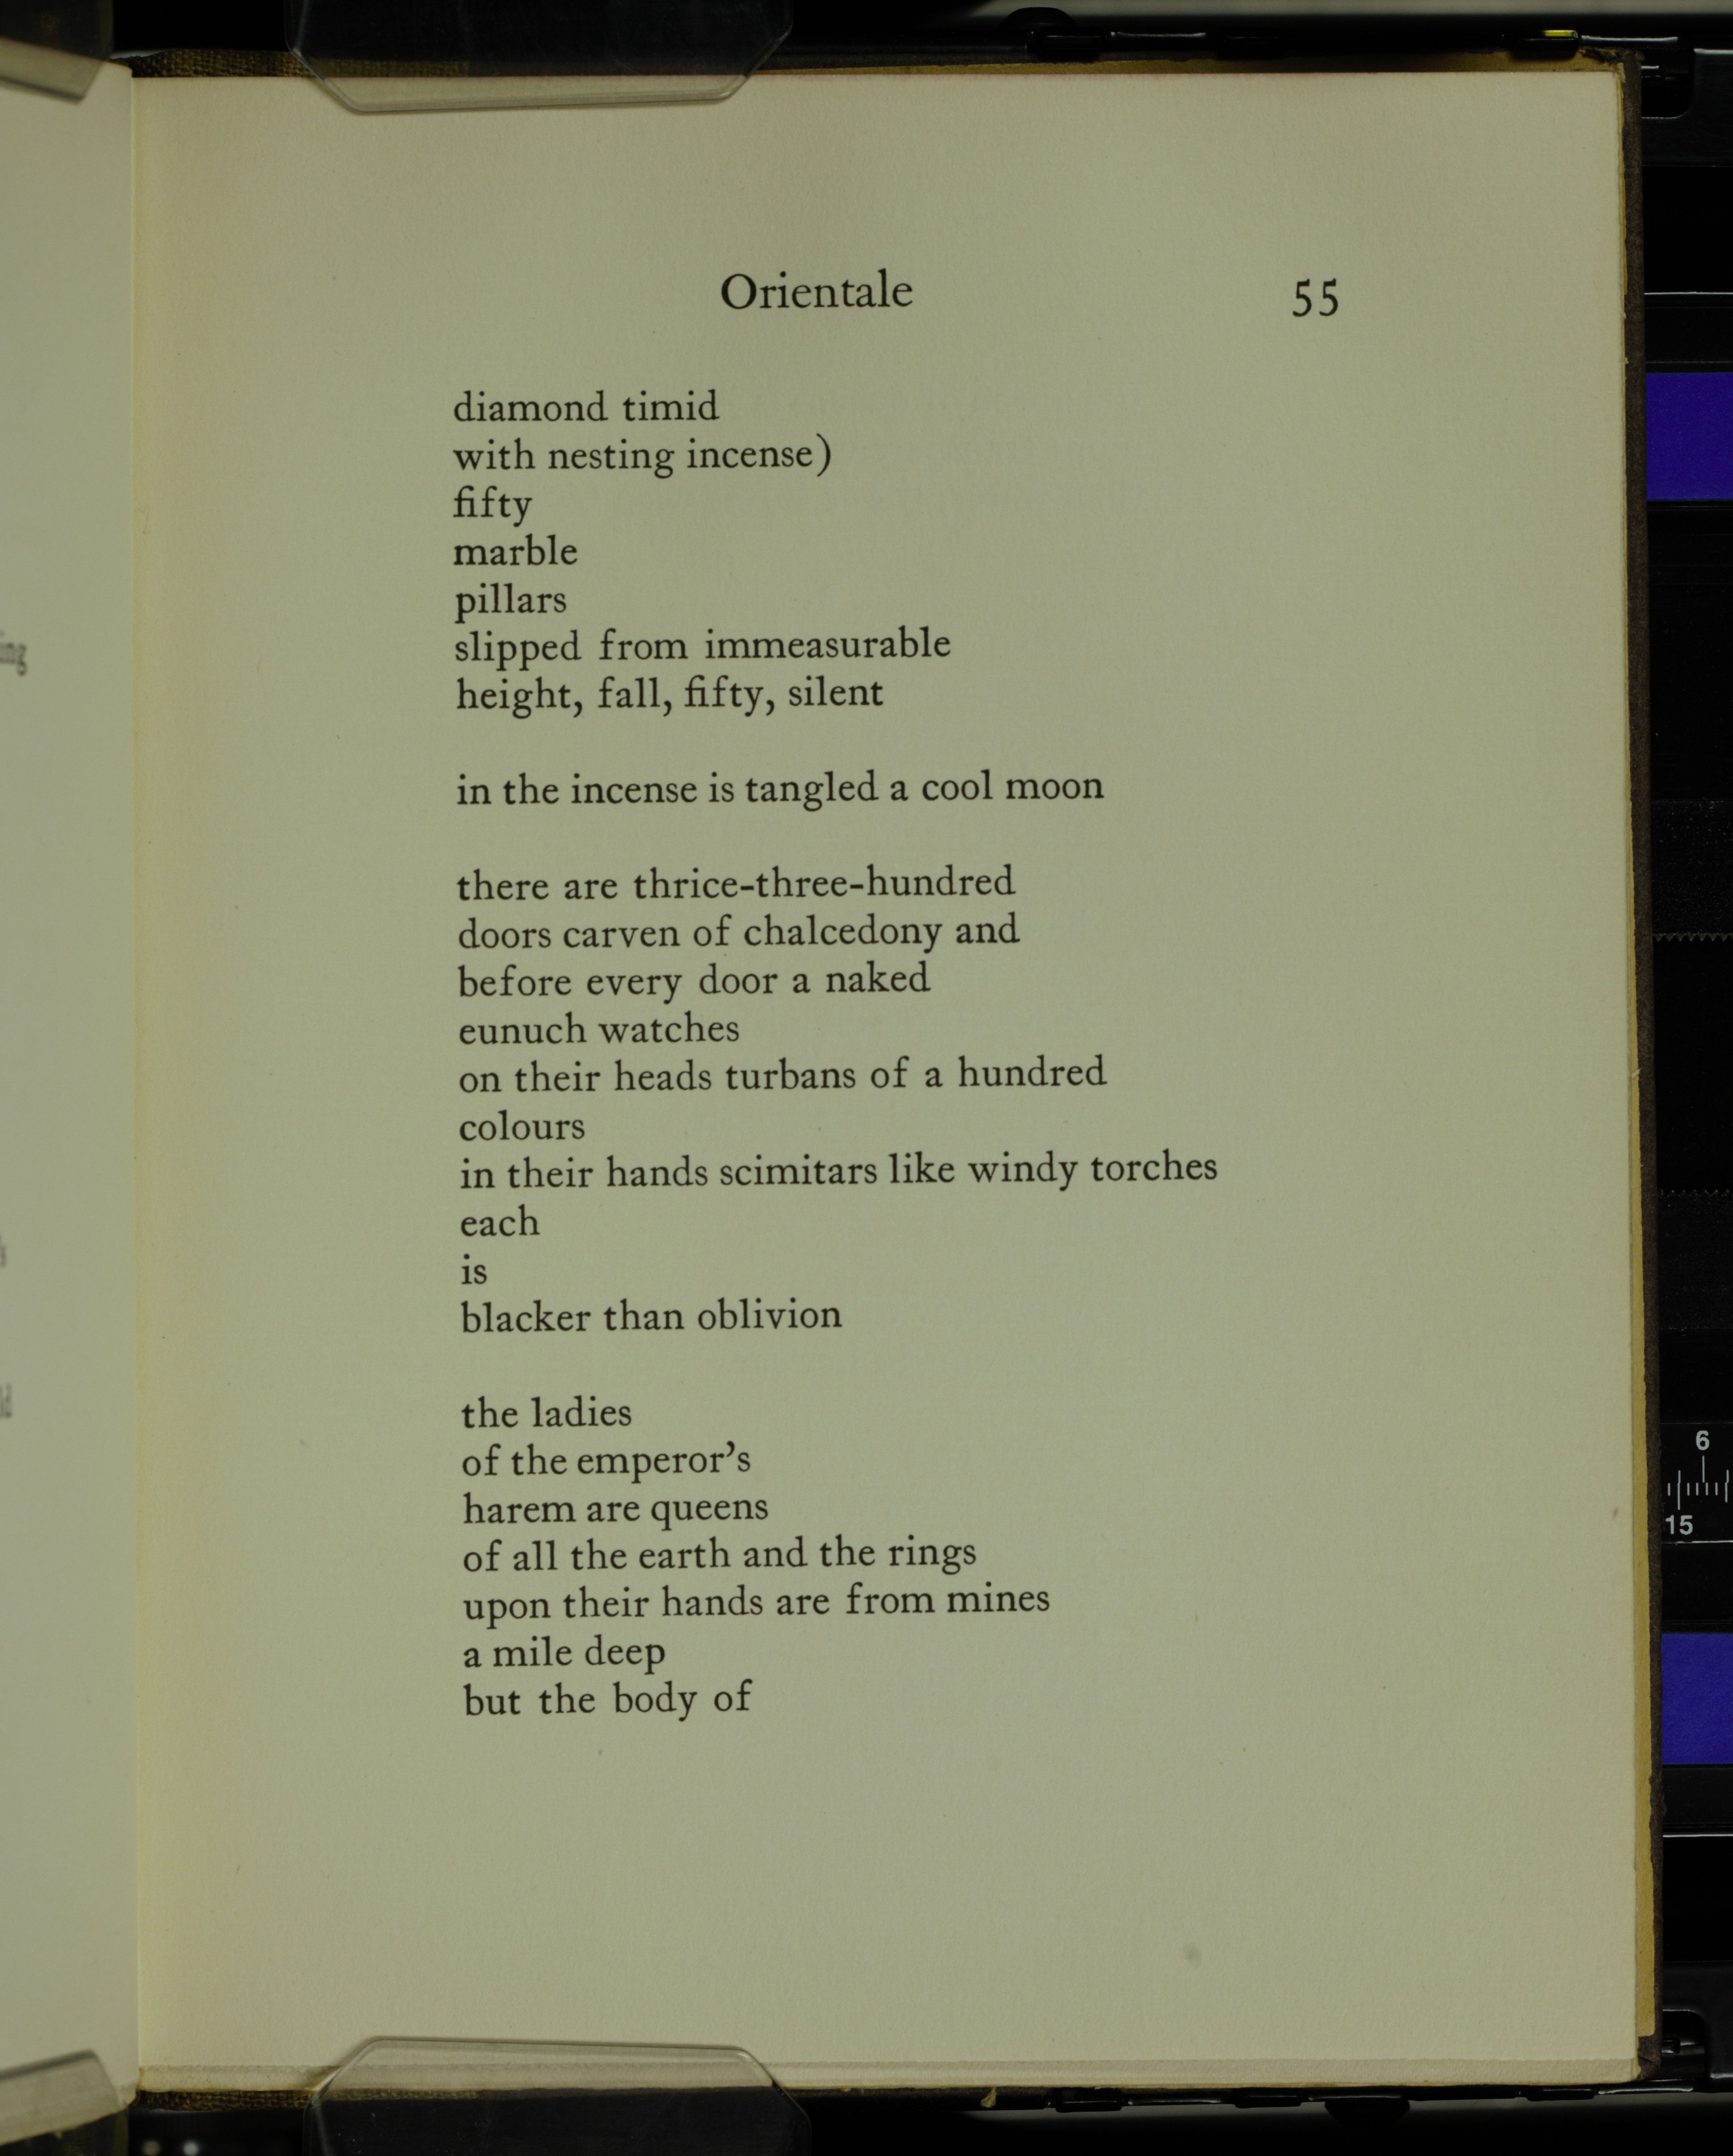 Orientale 55
diamond timid
with nesting incense)
fifty
marble
pillars
slipped from immeasurable
height, fall, fifty, silent
in the incense is tangled a cool moon
there are thrice-three-hundred
doors carven of chalcedony and
before every door a naked
eunuch watches
on their heads turbans of a hundred
colours
in their hands scimitars like windy torches
each
is
blacker than oblivion
the ladies
of the emperor's
harem are queens
of all the earth and the rings
upon their hands are from mines
a mile deep
but the body of
6
15